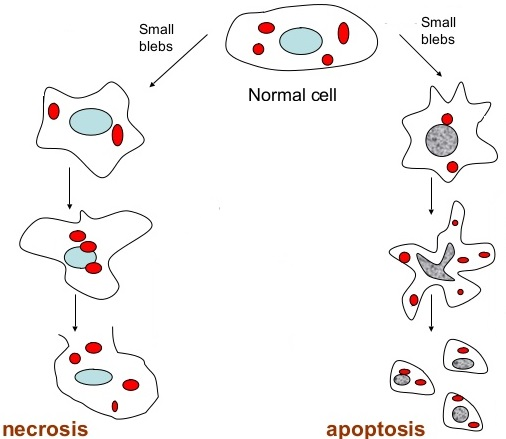 Small
blebs
Small
blebs
Normal cell
necrosis
apoptosis